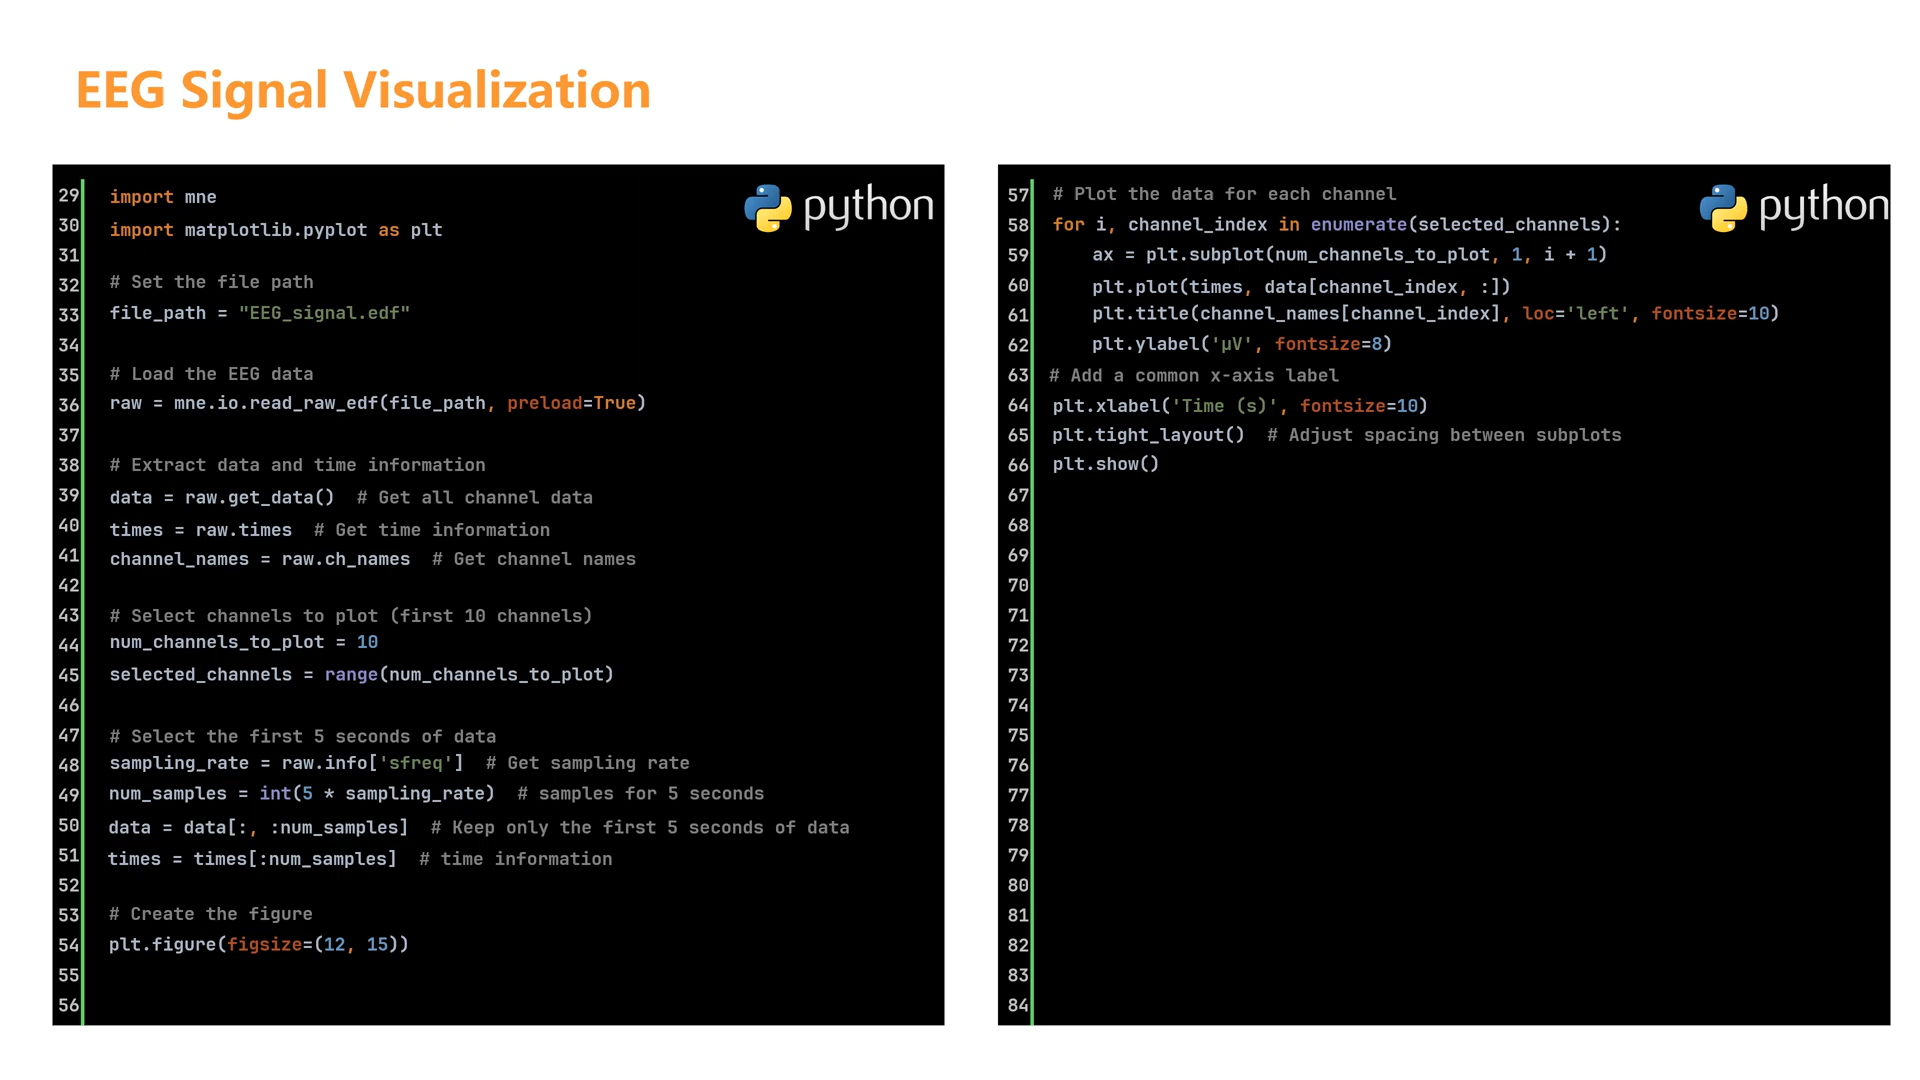 EEG Signal Visualization
python
29 import mne
30 import matplotlib.pyplot as plt
31
32 # Set the file path
33 file_path = "EEG_signal.edf"
34
35 # Load the EEG data
36 raw = mne.io.read_raw_edf(file_path, preload=True)
37
38 # Extract data and time information
39 data = raw.get_data()  # Get all channel data
40 times = raw.times  # Get time information
41 channel_names = raw.ch_names  # Get channel names
42
43 # Select channels to plot (first 10 channels)
44 num_channels_to_plot = 10
45 selected_channels = range(num_channels_to_plot)
46
47 # Select the first 5 seconds of data
48 sampling_rate = raw.info['sfreq']  # Get sampling rate
49 num_samples = int(5 * sampling_rate)  # samples for 5 seconds
50 data = data[:, :num_samples]  # Keep only the first 5 seconds of data
51 times = times[:num_samples]  # time information
52
53 # Create the figure
54 plt.figure(figsize=(12, 15))
55
56
python
57 # Plot the data for each channel
58 for i, channel_index in enumerate(selected_channels):
59     ax = plt.subplot(num_channels_to_plot, 1, i + 1)
60     plt.plot(times, data[channel_index, :])
61     plt.title(channel_names[channel_index], loc='left', fontsize=10)
62     plt.ylabel('µV', fontsize=8)
63 # Add a common x-axis label
64 plt.xlabel('Time (s)', fontsize=10)
65 plt.tight_layout()  # Adjust spacing between subplots
66 plt.show()
67
68
69
70
71
72
73
74
75
76
77
78
79
80
81
82
83
84